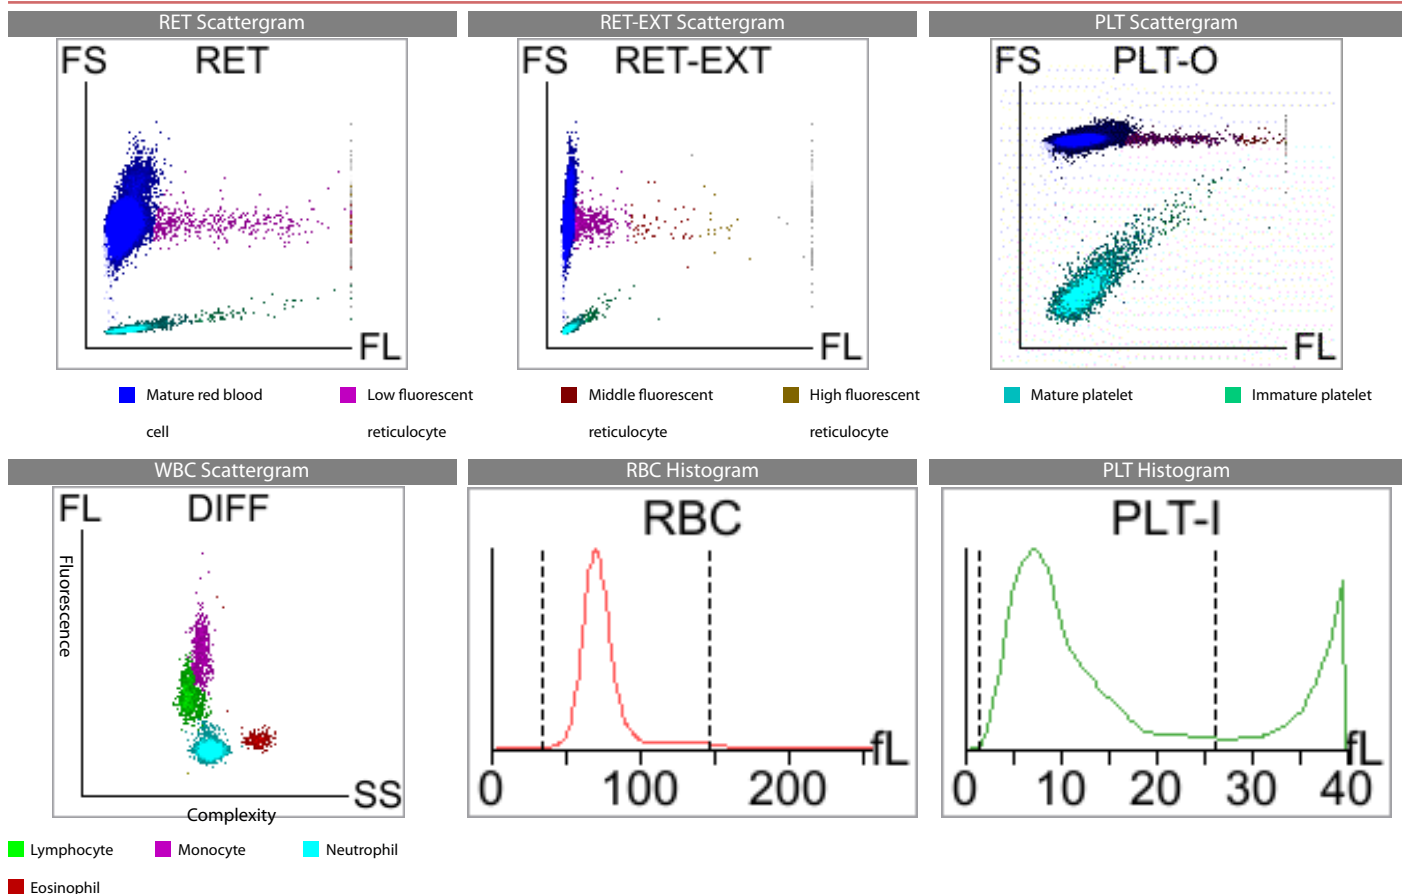 RET Scattergram
RET-EXT Scattergram
PLT Scattergram
FS RET
FL
FS RET-EXT
FL
FS PLT-O
FL
Mature red blood
cell
Low fluorescent
reticulocyte
Middle fluorescent
reticulocyte
High fluorescent
reticulocyte
Mature platelet
Immature platelet
WBC Scattergram
RBC Histogram
PLT Histogram
FL DIFF
Fluorescence
SS
Complexity
RBC
fL
0 100 200
PLT-I
fL
0 10 20 30 40
Lymphocyte
Monocyte
Neutrophil
Eosinophil